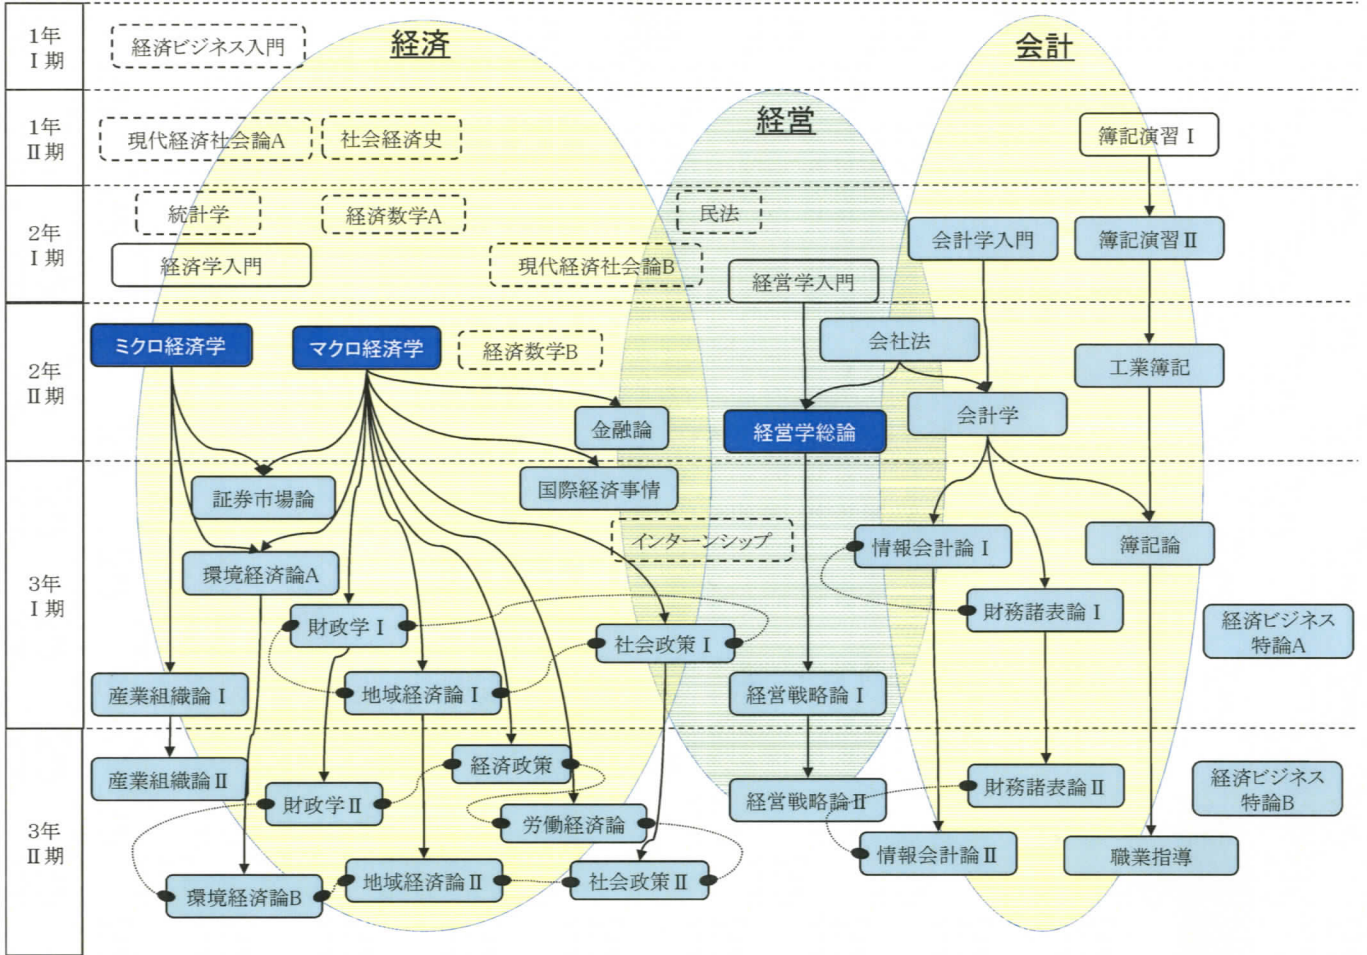 1年
Ⅰ期
経済ビジネス入門
経済
会計
1年
Ⅱ期
現代経済社会論A
社会経済史
経営
簿記演習Ⅰ
2年
Ⅰ期
統計学
経済数学A
民法
会計学入門
簿記演習Ⅱ
経済学入門
現代経済社会論B
経営学入門
2年
Ⅱ期
ミクロ経済学
マクロ経済学
経済数学B
会社法
工業簿記
金融論
経営学総論
会計学
3年
Ⅰ期
証券市場論
国際経済事情
インターンシップ
情報会計論Ⅰ
簿記論
環境経済論A
財政学Ⅰ
社会政策Ⅰ
財務諸表論Ⅰ
経済ビジネス
特論A
産業組織論Ⅰ
地域経済論Ⅰ
経営戦略論Ⅰ
3年
Ⅱ期
産業組織論Ⅱ
経済政策
財政学Ⅱ
労働経済論
経営戦略論Ⅱ
財務諸表論Ⅱ
経済ビジネス
特論B
環境経済論B
地域経済論Ⅱ
社会政策Ⅱ
情報会計論Ⅱ
職業指導